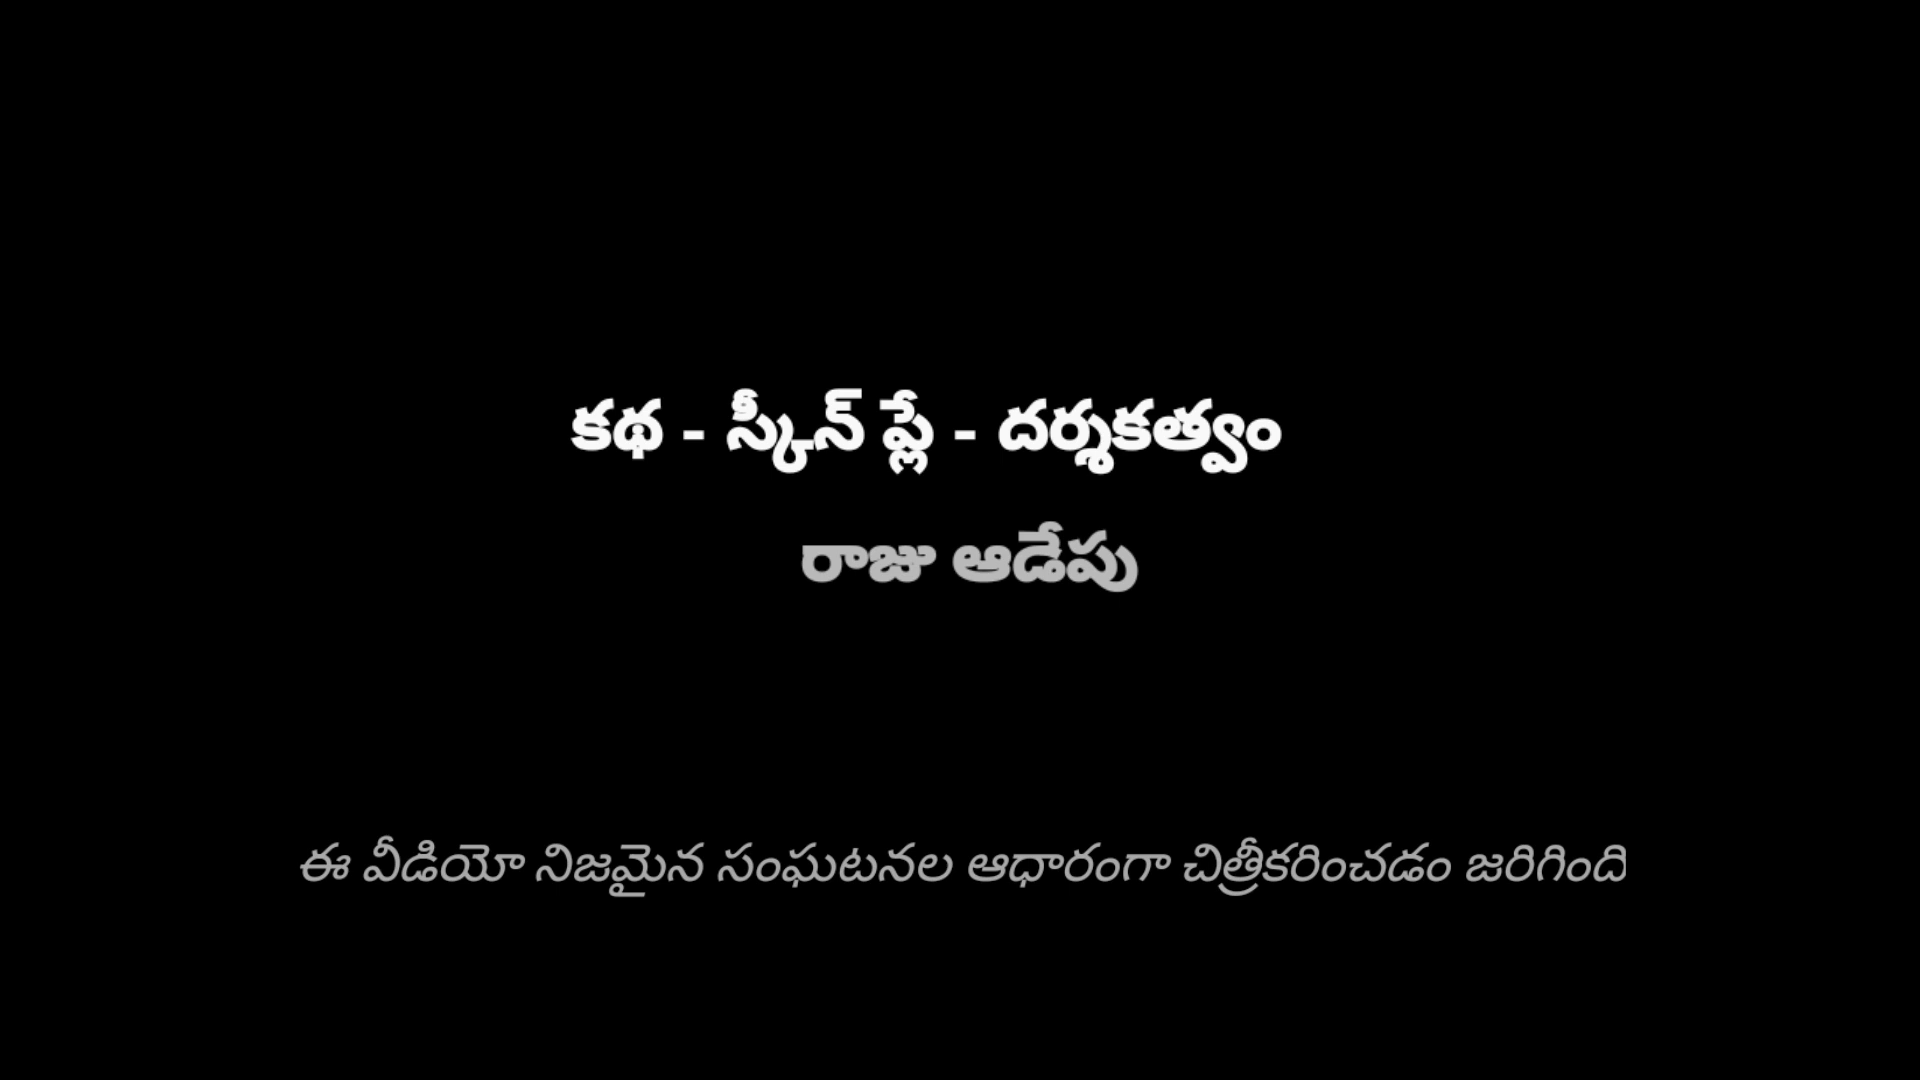 కథ - స్కీన్ ప్లే - దర్శకత్వం
రాజు ఆడేపు
ఈ వీడియో నిజమైన సంఘటనల ఆధారంగా చిత్రీకరించడం జరిగింది